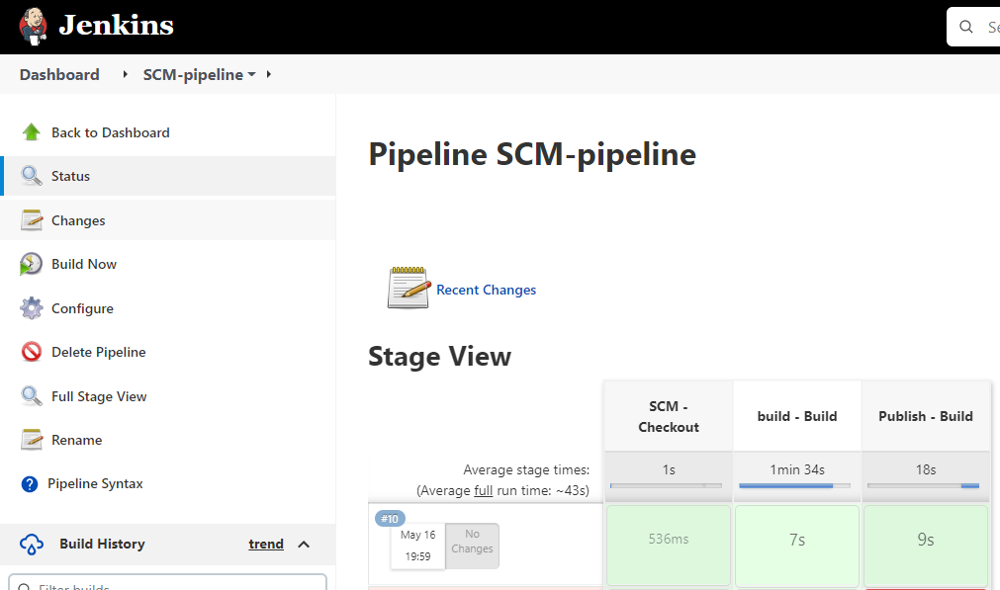 Jenkins
Se
Dashboard
SCM-pipeline
Back to Dashboard
Status
Changes
Build Now
Configure
Delete Pipeline
Full Stage View
Rename
Pipeline Syntax
Build History
trend
Filter builds
Pipeline SCM-pipeline
Recent Changes
Stage View
SCM -
Checkout
build - Build
Publish - Build
Average stage times:
(Average full run time: ~43s)
1s
1min 34s
18s
#10
May 16
19:59
No
Changes
536ms
7s
9s